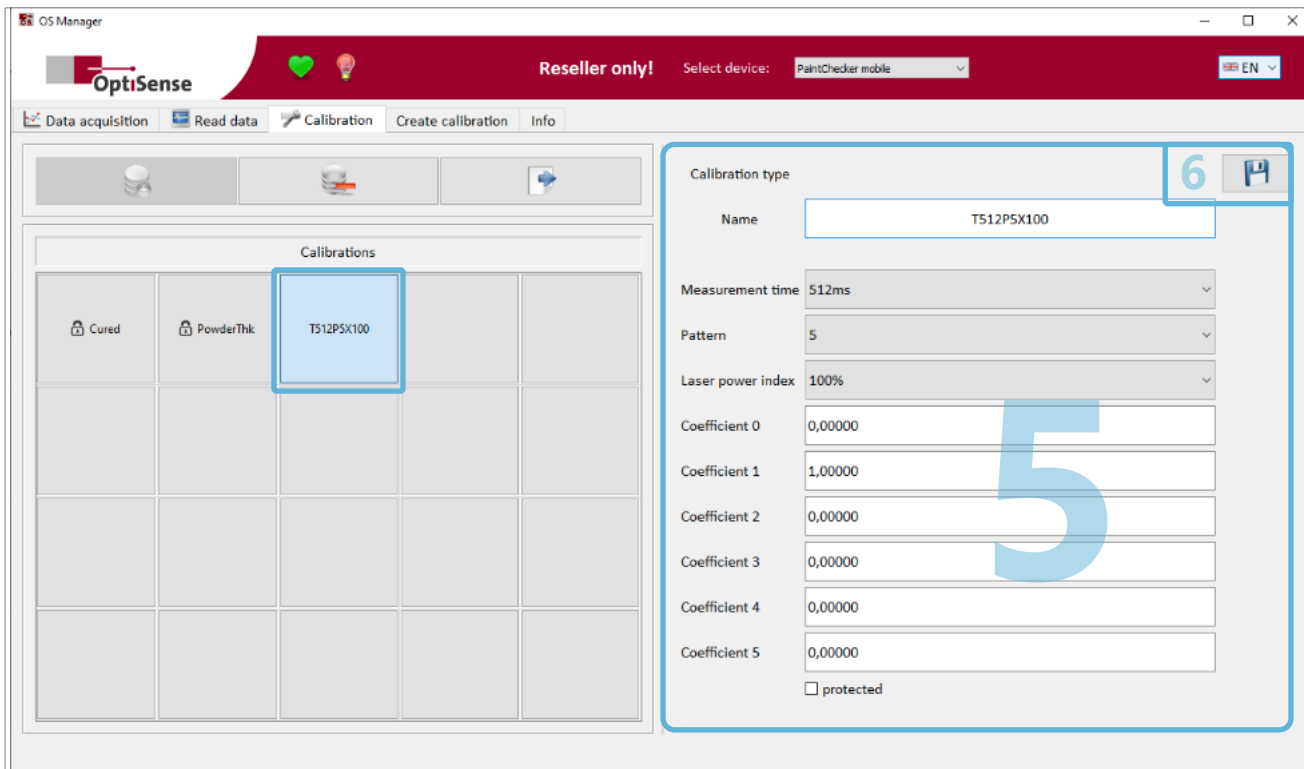 OS Manager
OptiSense
Reseller only!
Select device:
PaintChecker mobile
EN
Data acquisition
Read data
Calibration
Create calibration
Info
Calibrations
Cured
PowderThk
T512P5X100
Calibration type
6
Name
T512P5X100
Measurement time
512ms
Pattern
5
Laser power index
100%
Coefficient 0
0,00000
Coefficient 1
1,00000
Coefficient 2
0,00000
Coefficient 3
0,00000
Coefficient 4
0,00000
Coefficient 5
0,00000
protected
5